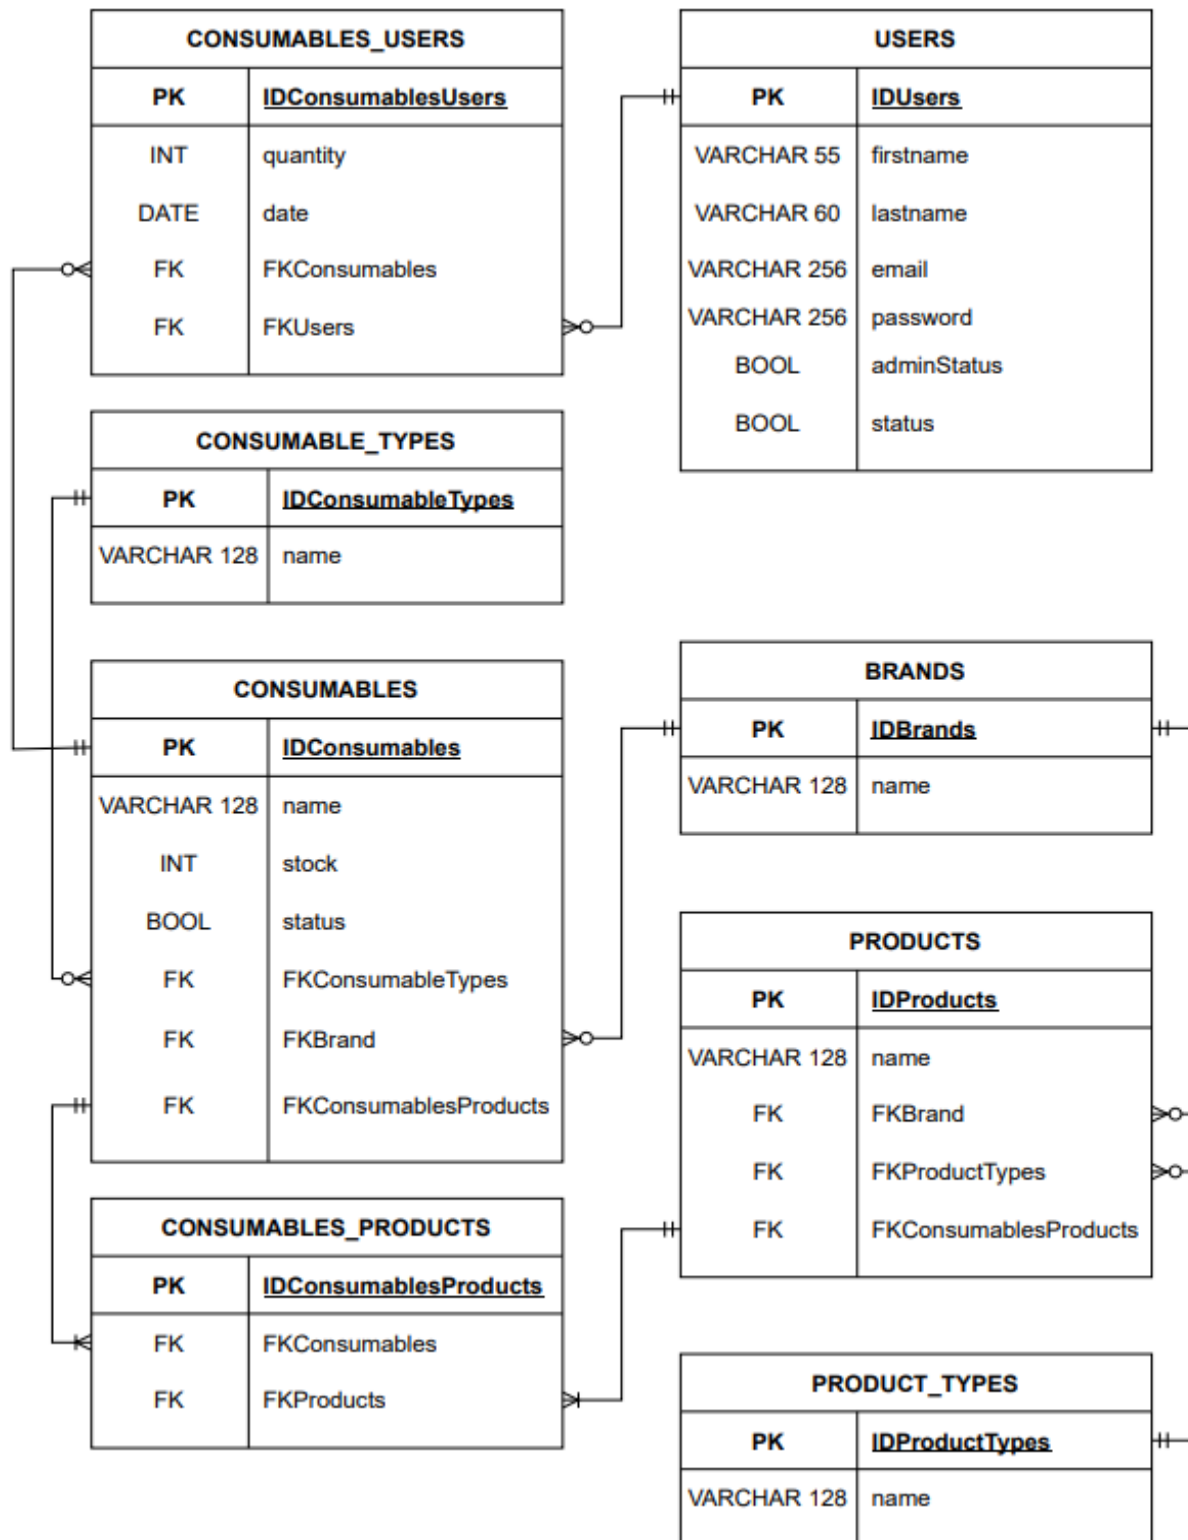 CONSUMABLES_USERS
PK IDConsumablesUsers
INT quantity
DATE date
FK FKConsumables
FK FKUsers
USERS
PK IDUsers
VARCHAR 55 firstname
VARCHAR 60 lastname
VARCHAR 256 email
VARCHAR 256 password
BOOL adminStatus
BOOL status
CONSUMABLE_TYPES
PK IDConsumableTypes
VARCHAR 128 name
CONSUMABLES
PK IDConsumables
VARCHAR 128 name
INT stock
BOOL status
FK FKConsumableTypes
FK FKBrand
FK FKConsumablesProducts
BRANDS
PK IDBrands
VARCHAR 128 name
PRODUCTS
PK IDProducts
VARCHAR 128 name
FK FKBrand
FK FKProductTypes
FK FKConsumablesProducts
CONSUMABLES_PRODUCTS
PK IDConsumablesProducts
FK FKConsumables
FK FKProducts
PRODUCT_TYPES
PK IDProductTypes
VARCHAR 128 name